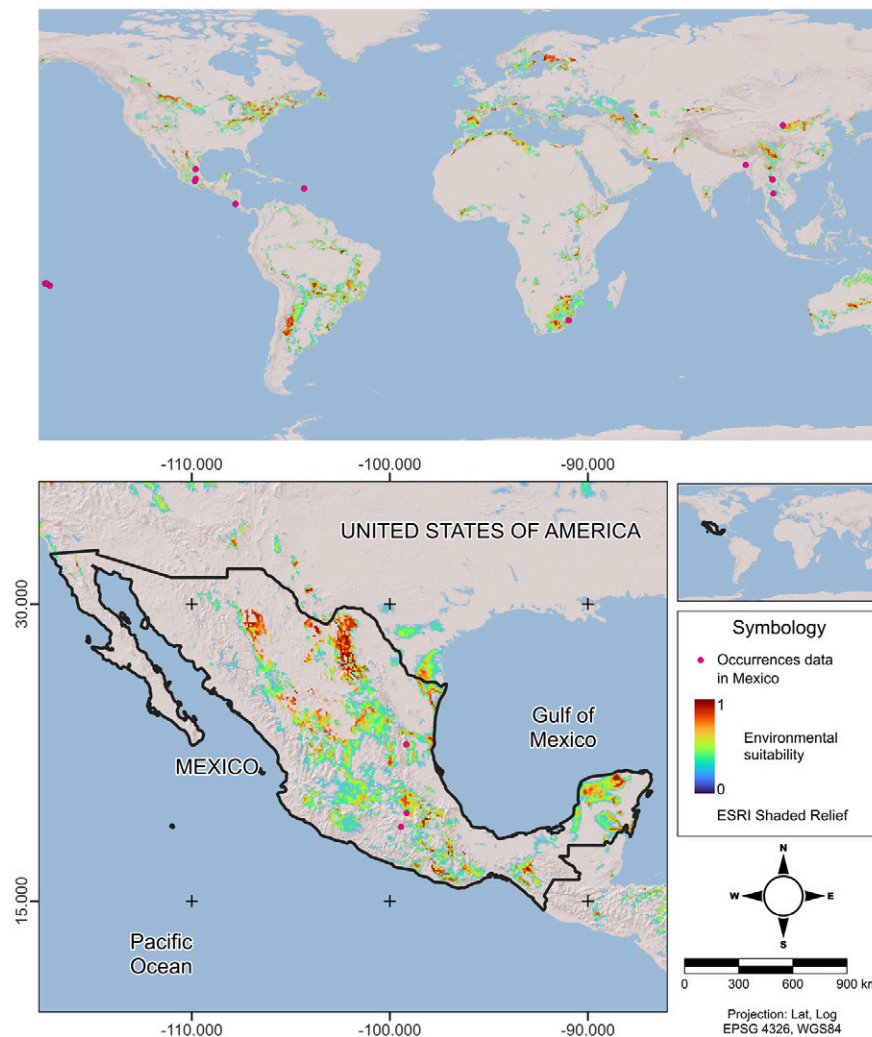 -110.000 -100.000 -90.000
UNITED STATES OF AMERICA
30.000
Gulf of
Mexico
MEXICO
15.000
Pacific
Ocean
-110.000 -100.000 -90.000
Symbology
Occurrences data
in Mexico
1
Environmental
suitability
0
ESRI Shaded Relief
N
W E
S
0 300 600 900 km
Projection: Lat, Log
EPSG 4326, WGS84